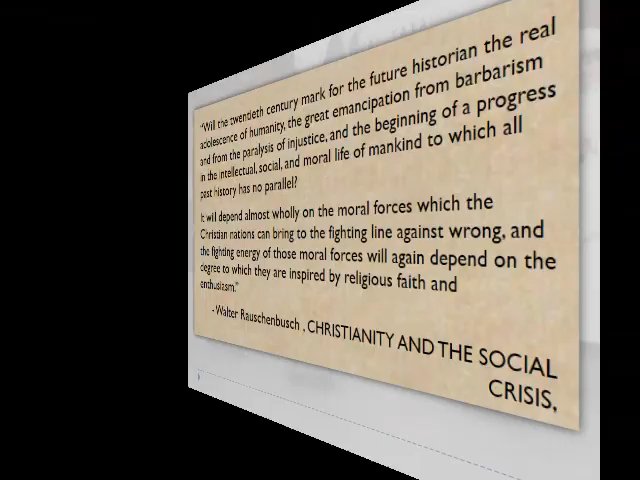 "Will the twentieth century mark for the future historian the real
adolescence of humanity, the great emancipation from barbarism
and from the paralysis of injustice, and the beginning of a progress
in the intellectual, social, and moral life of mankind to which all
past history has no parallel?
It will depend almost wholly on the moral forces which the
Christian nations can bring to the fighting line against wrong, and
the fighting energy of those moral forces will again depend on the
degree to which they are inspired by religious faith and
enthusiasm."
- Walter Rauschenbusch , CHRISTIANITY AND THE SOCIAL
CRISIS,